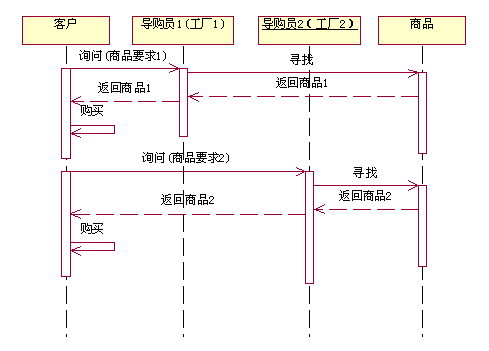 客户
导购员1(工厂1)
导购员2(工厂2)
商品
询问(商品要求1)
寻找
返回商品1
返回商品1
购买
询问(商品要求2)
寻找
返回商品2
返回商品2
购买